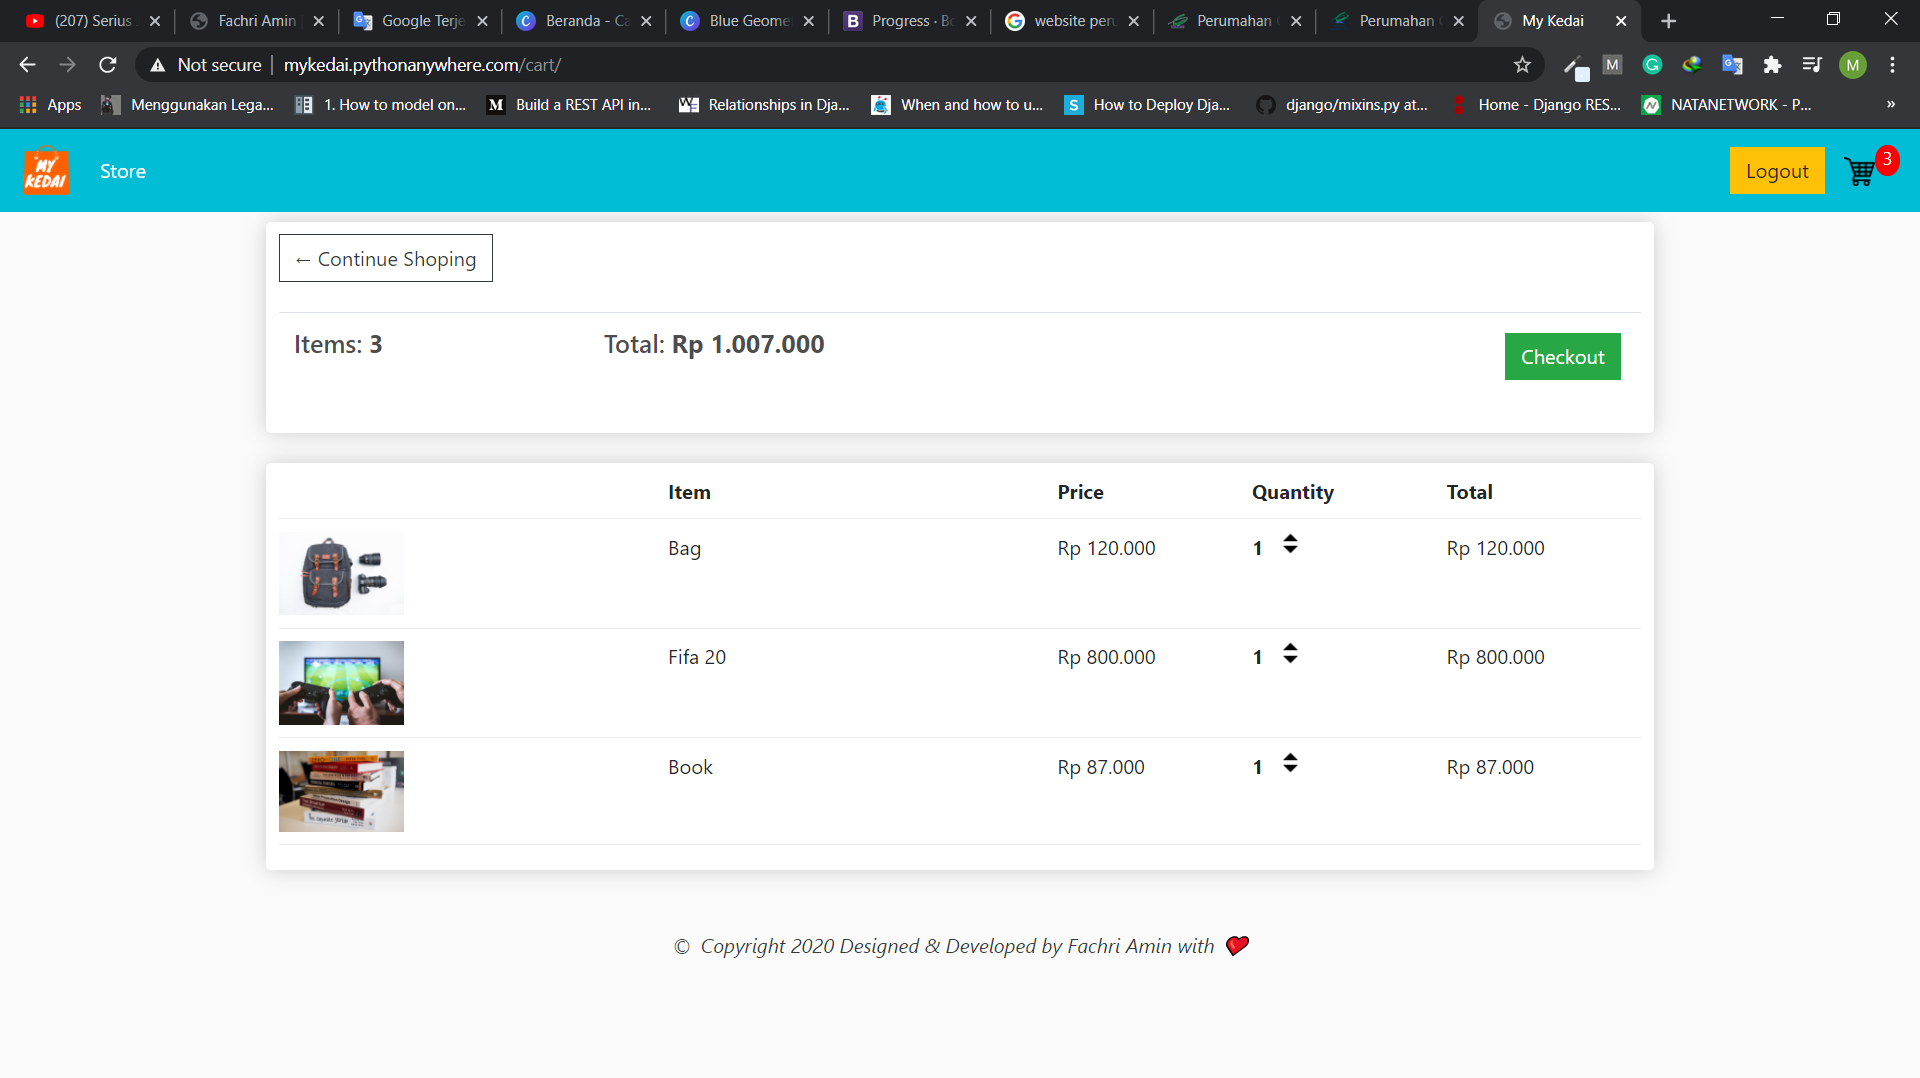 (207) Serius
Fachri Amin
Google Terje
Beranda - Ca
Blue Geome
Progress · Bo
website peru
Perumahan
Perumahan
My Kedai
Not secure | mykedai.pythonanywhere.com/cart/
M
Apps
Menggunakan Lega...
1. How to model on...
Build a REST API in...
Relationships in Dja...
When and how to u...
How to Deploy Dja...
django/mixins.py at...
Home - Django RES...
NATANETWORK - P...
»
MY KEDAI
Store
Logout
3
← Continue Shoping
Items: 3
Total: Rp 1.007.000
Checkout
Item Price Quantity Total
Bag Rp 120.000 1 Rp 120.000
Fifa 20 Rp 800.000 1 Rp 800.000
Book Rp 87.000 1 Rp 87.000
© Copyright 2020 Designed & Developed by Fachri Amin with